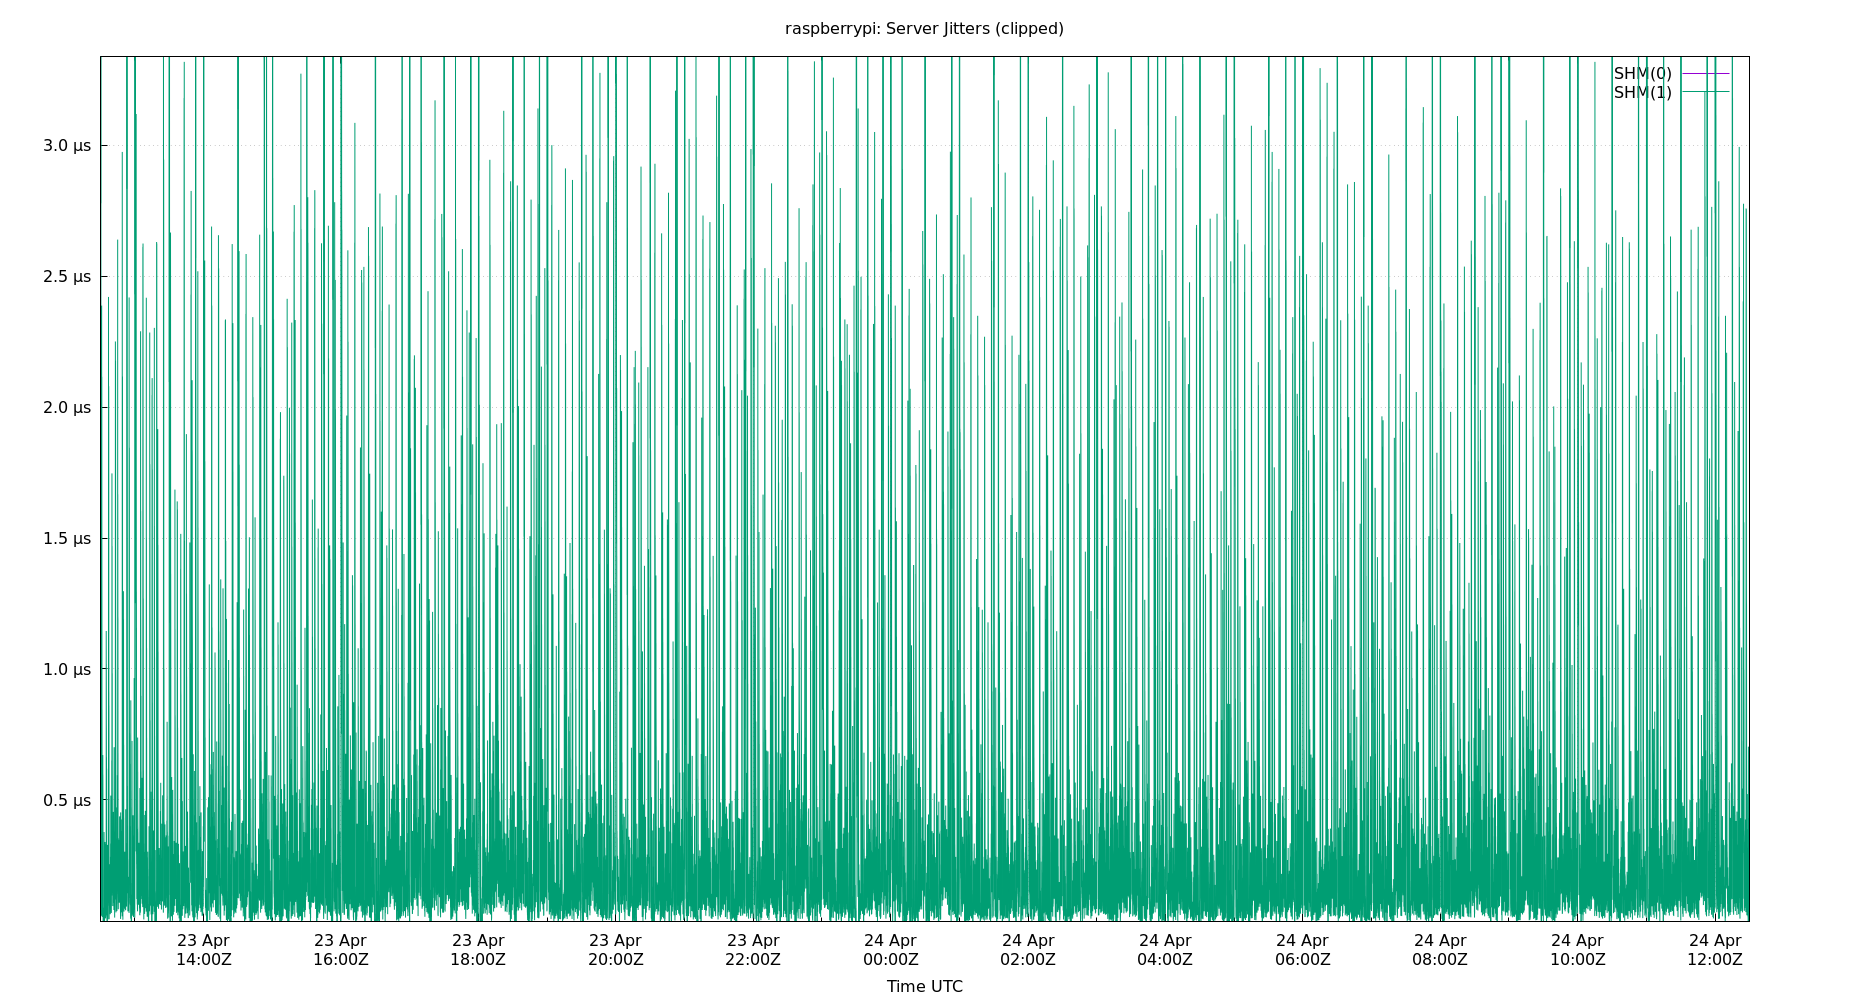 raspberrypi: Server Jitters (clipped)
SHM(0)
SHM(1)
3.0 µs
2.5 µs
2.0 µs
1.5 µs
1.0 µs
0.5 µs
23 Apr 23 Apr 23 Apr 23 Apr 23 Apr 24 Apr 24 Apr 24 Apr 24 Apr 24 Apr 24 Apr 24 Apr
14:00Z 16:00Z 18:00Z 20:00Z 22:00Z 00:00Z 02:00Z 04:00Z 06:00Z 08:00Z 10:00Z 12:00Z
Time UTC